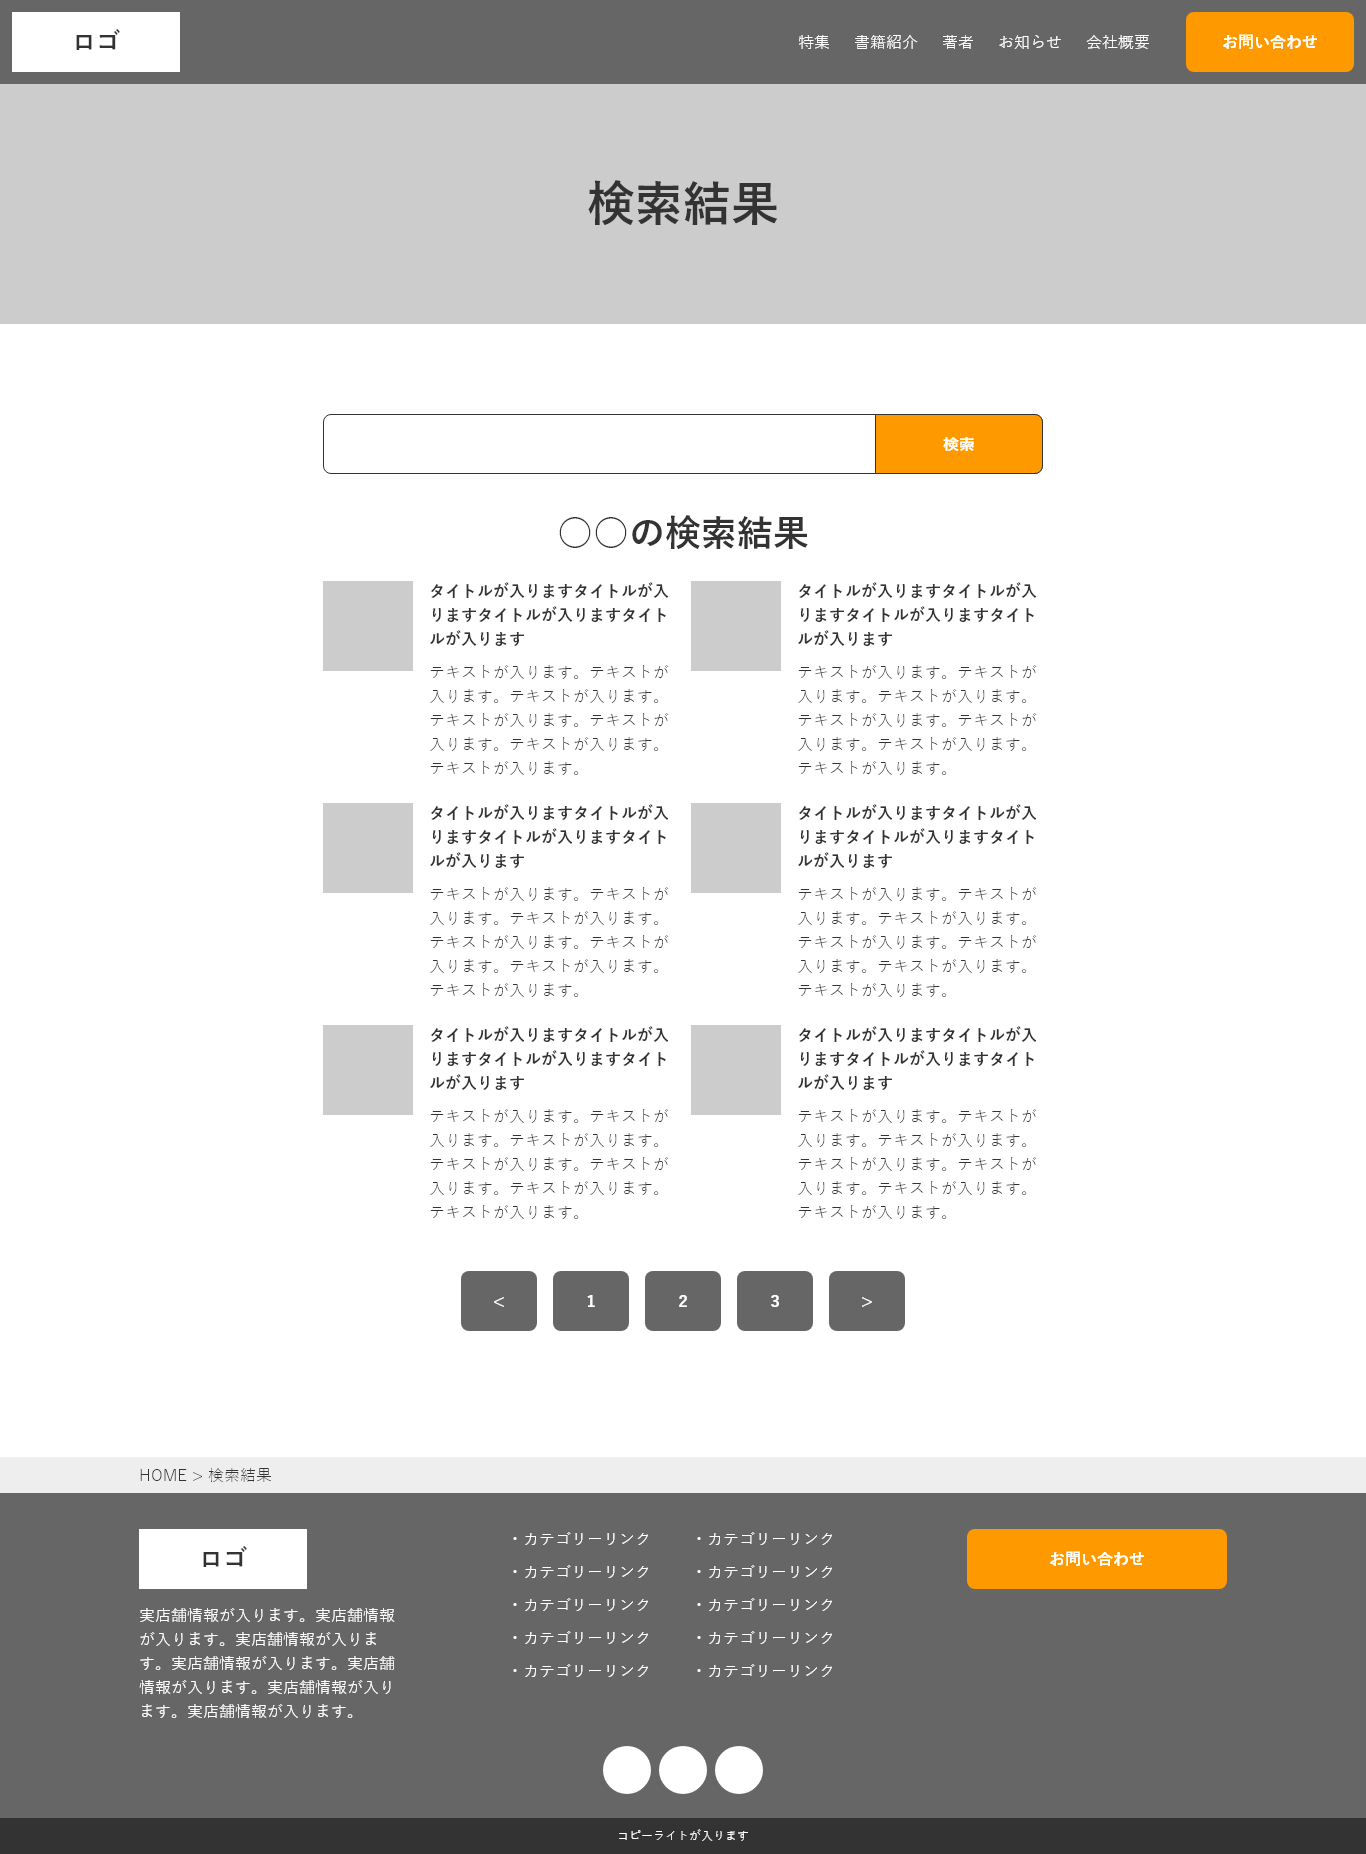 ロゴ
特集
書籍紹介
著者
お知らせ
会社概要
お問い合わせ
検索結果
検索
〇〇の検索結果
タイトルが入りますタイトルが入
りますタイトルが入りますタイト
ルが入ります
テキストが入ります。テキストが
入ります。テキストが入ります。
テキストが入ります。テキストが
入ります。テキストが入ります。
テキストが入ります。
タイトルが入りますタイトルが入
りますタイトルが入りますタイト
ルが入ります
テキストが入ります。テキストが
入ります。テキストが入ります。
テキストが入ります。テキストが
入ります。テキストが入ります。
テキストが入ります。
タイトルが入りますタイトルが入
りますタイトルが入りますタイト
ルが入ります
テキストが入ります。テキストが
入ります。テキストが入ります。
テキストが入ります。テキストが
入ります。テキストが入ります。
テキストが入ります。
タイトルが入りますタイトルが入
りますタイトルが入りますタイト
ルが入ります
テキストが入ります。テキストが
入ります。テキストが入ります。
テキストが入ります。テキストが
入ります。テキストが入ります。
テキストが入ります。
タイトルが入りますタイトルが入
りますタイトルが入りますタイト
ルが入ります
テキストが入ります。テキストが
入ります。テキストが入ります。
テキストが入ります。テキストが
入ります。テキストが入ります。
テキストが入ります。
タイトルが入りますタイトルが入
りますタイトルが入りますタイト
ルが入ります
テキストが入ります。テキストが
入ります。テキストが入ります。
テキストが入ります。テキストが
入ります。テキストが入ります。
テキストが入ります。
<
1
2
3
>
HOME > 検索結果
ロゴ
実店舗情報が入ります。実店舗情報
が入ります。実店舗情報が入りま
す。実店舗情報が入ります。実店舗
情報が入ります。実店舗情報が入り
ます。実店舗情報が入ります。
・カテゴリーリンク
・カテゴリーリンク
・カテゴリーリンク
・カテゴリーリンク
・カテゴリーリンク
・カテゴリーリンク
・カテゴリーリンク
・カテゴリーリンク
・カテゴリーリンク
・カテゴリーリンク
お問い合わせ
コピーライトが入ります